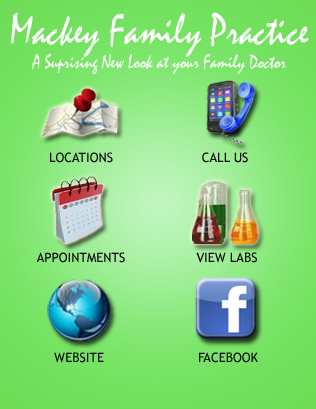 Mackey Family Practice
A Suprising New Look at your Family Doctor
LOCATIONS
CALL US
APPOINTMENTS
VIEW LABS
WEBSITE
FACEBOOK